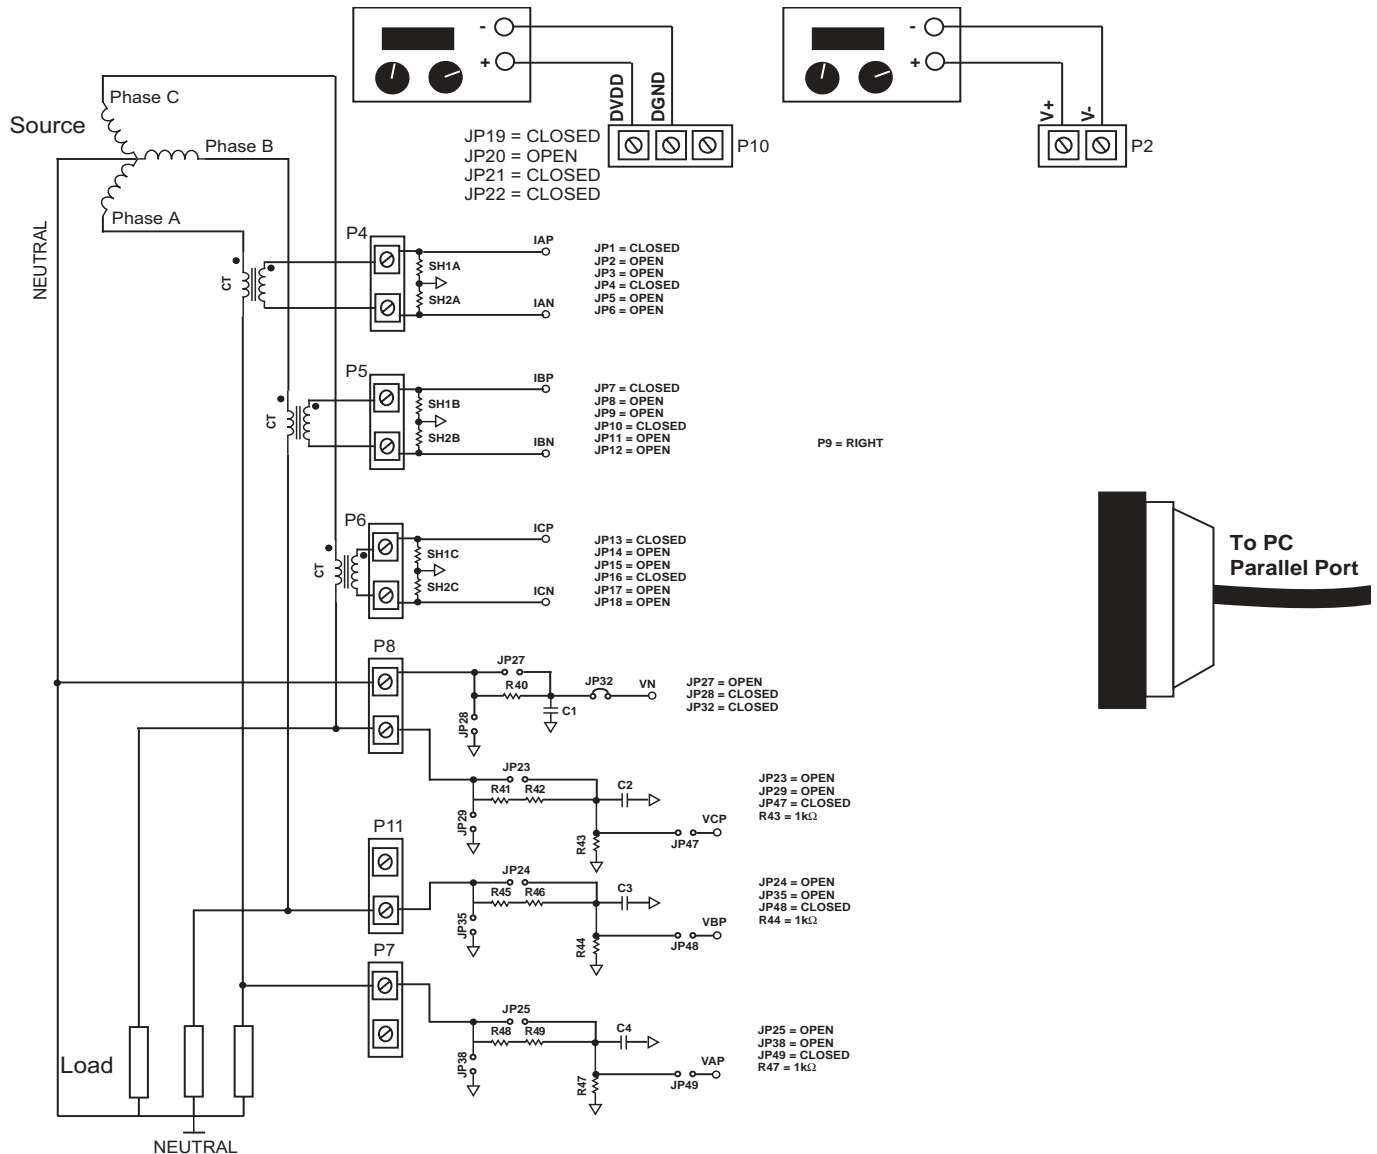 -
+
DVDD
DGND
P10
-
+
V+
V-
P2
JP19 = CLOSED
JP20 = OPEN
JP21 = CLOSED
JP22 = CLOSED
Source
Phase C
Phase B
Phase A
NEUTRAL
CT
P4
SH1A
SH2A
IAP
IAN
JP1 = CLOSED
JP2 = OPEN
JP3 = OPEN
JP4 = CLOSED
JP5 = OPEN
JP6 = OPEN
CT
P5
SH1B
SH2B
IBP
IBN
JP7 = CLOSED
JP8 = OPEN
JP9 = OPEN
JP10 = CLOSED
JP11 = OPEN
JP12 = OPEN
P9 = RIGHT
CT
P6
SH1C
SH2C
ICP
ICN
JP13 = CLOSED
JP14 = OPEN
JP15 = OPEN
JP16 = CLOSED
JP17 = OPEN
JP18 = OPEN
To PC
Parallel Port
P8
JP27
R40
JP32
VN
C1
JP28
JP27 = OPEN
JP28 = CLOSED
JP32 = CLOSED
JP23
R41
R42
C2
JP29
R43
VCP
JP47
JP23 = OPEN
JP29 = OPEN
JP47 = CLOSED
R43 = 1kΩ
P11
JP24
R45
R46
C3
JP35
R44
VBP
JP48
JP24 = OPEN
JP35 = OPEN
JP48 = CLOSED
R44 = 1kΩ
P7
JP25
R48
R49
C4
JP38
R47
VAP
JP49
JP25 = OPEN
JP38 = OPEN
JP49 = CLOSED
R47 = 1kΩ
Load
NEUTRAL